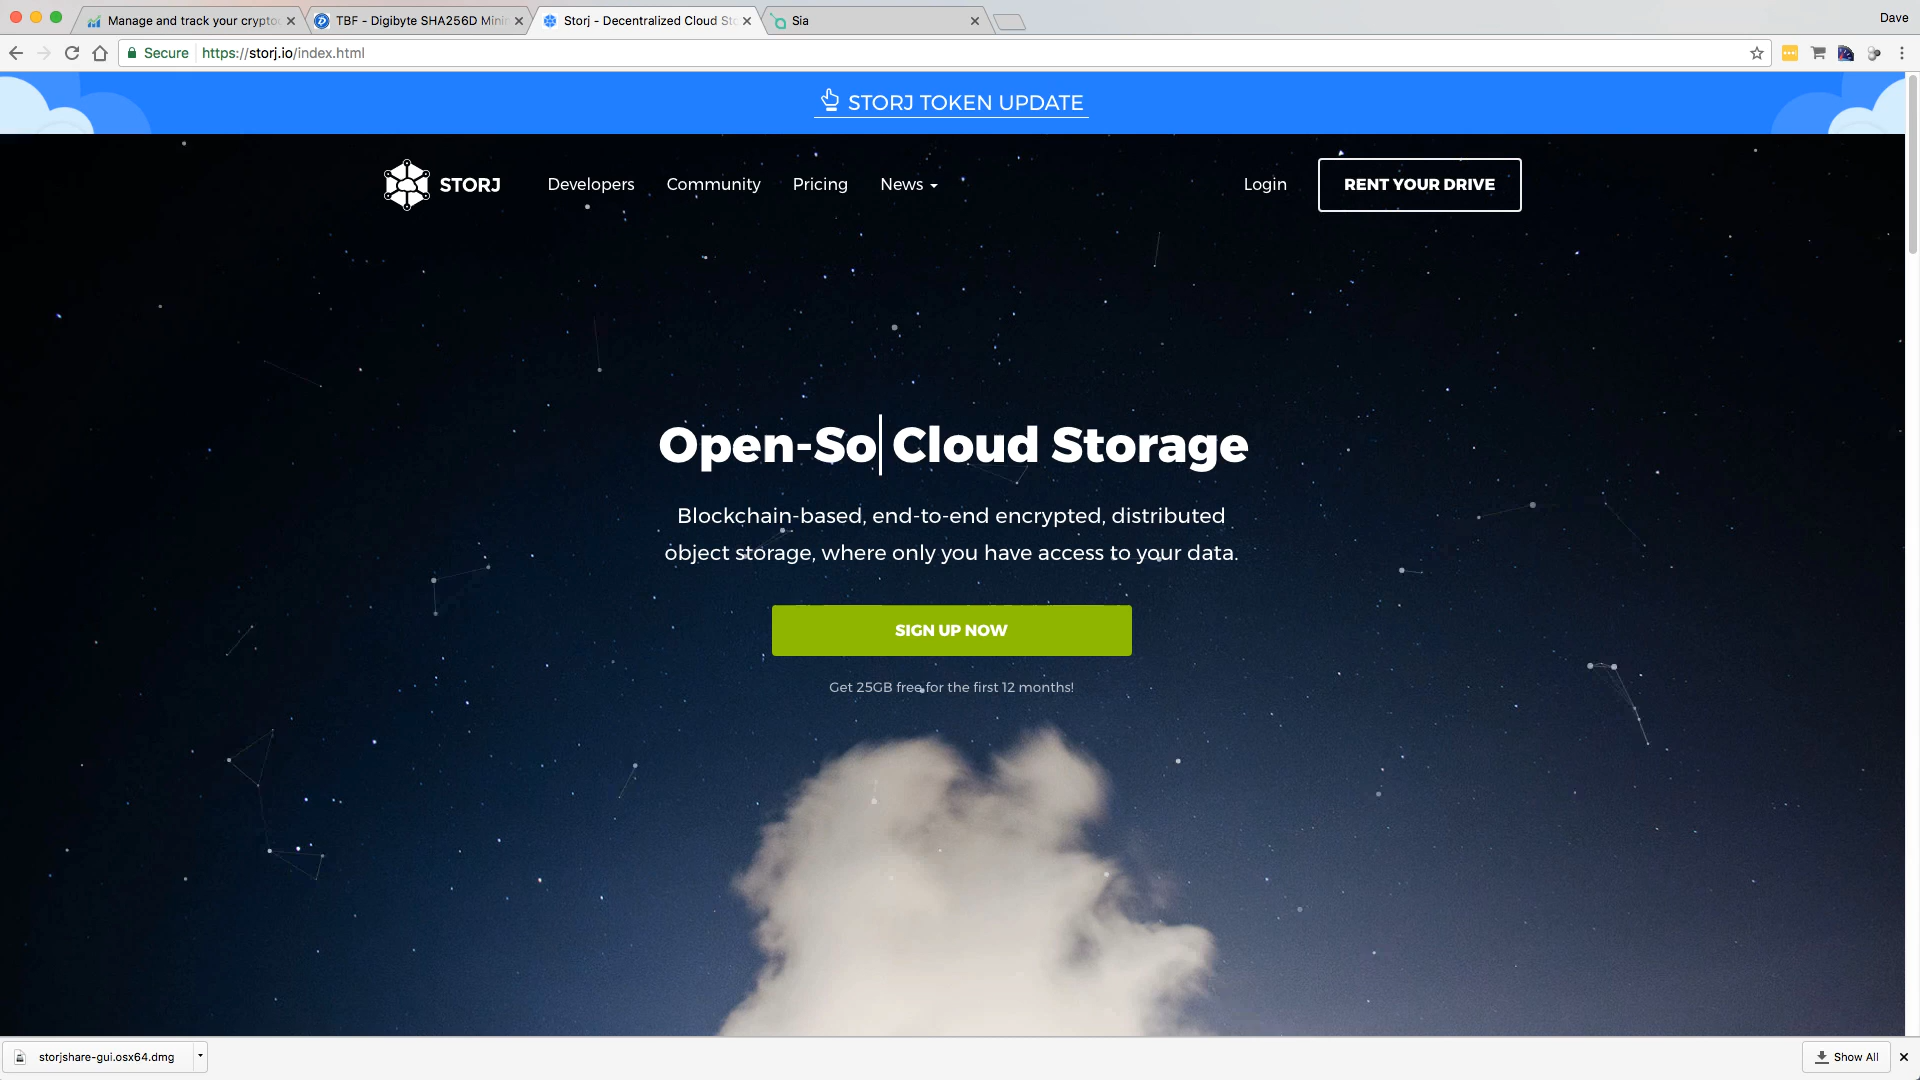 Manage and track your crypto
TBF - Digibyte SHA256D Mini
Storj - Decentralized Cloud Sto
Sia
Dave
Secure
https://storj.io/index.html
STORJ TOKEN UPDATE
STORJ
Developers
Community
Pricing
News
Login
RENT YOUR DRIVE
Open-So Cloud Storage
Blockchain-based, end-to-end encrypted, distributed
object storage, where only you have access to your data.
SIGN UP NOW
Get 25GB free for the first 12 months!
storjshare-gui.osx64.dmg
Show All